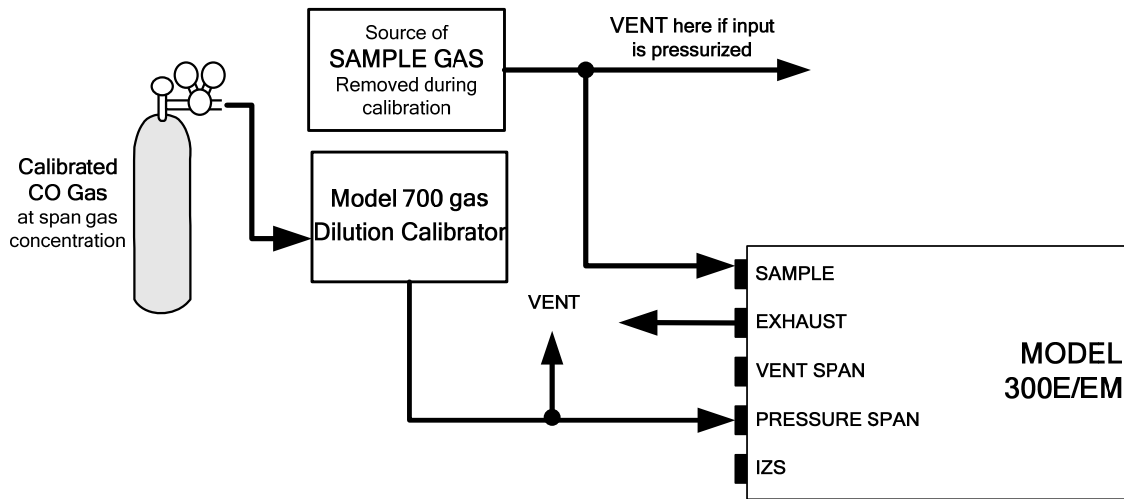 Source of
SAMPLE GAS
Removed during
calibration
VENT here if input
is pressurized
Calibrated
CO Gas
at span gas
concentration
Model 700 gas
Dilution Calibrator
VENT
SAMPLE
EXHAUST
VENT SPAN
PRESSURE SPAN
IZS
MODEL
300E/EM